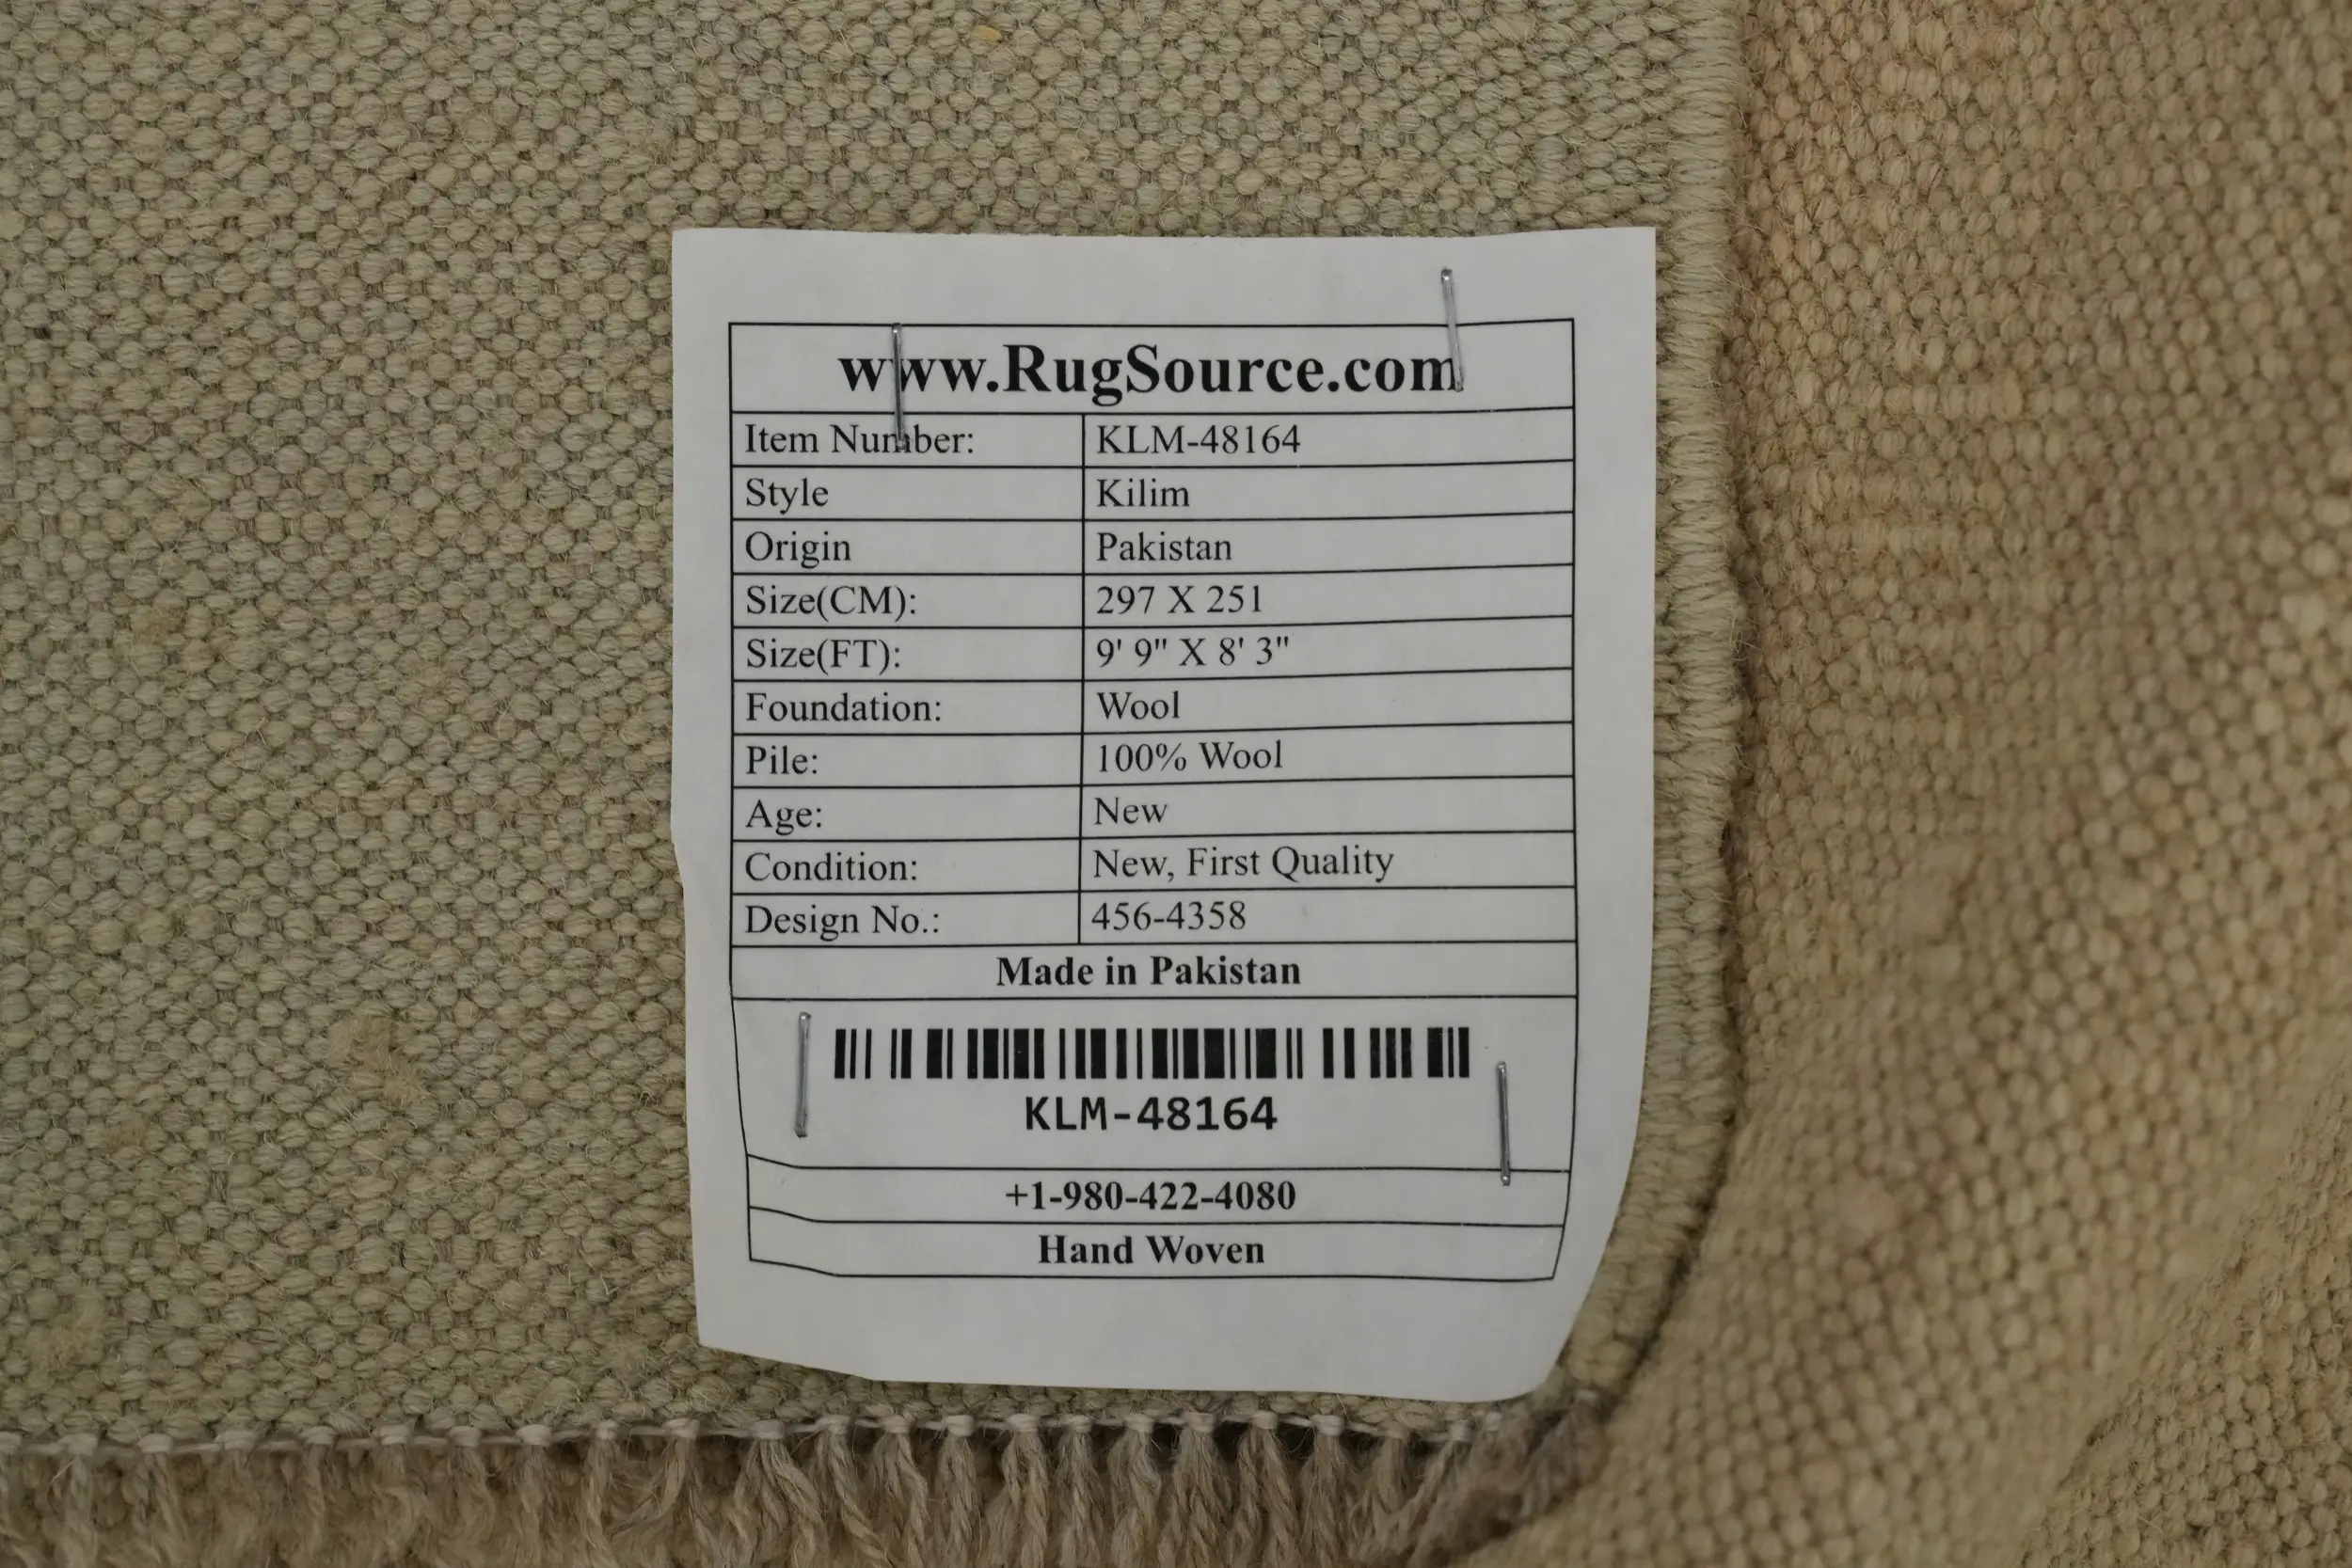 www.RugSource.com
Item Number: KLM-48164
Style Kilim
Origin Pakistan
Size(CM): 297 X 251
Size(FT): 9' 9" X 8' 3"
Foundation: Wool
Pile: 100% Wool
Age: New
Condition: New, First Quality
Design No.: 456-4358
Made in Pakistan
KLM-48164
+1-980-422-4080
Hand Woven